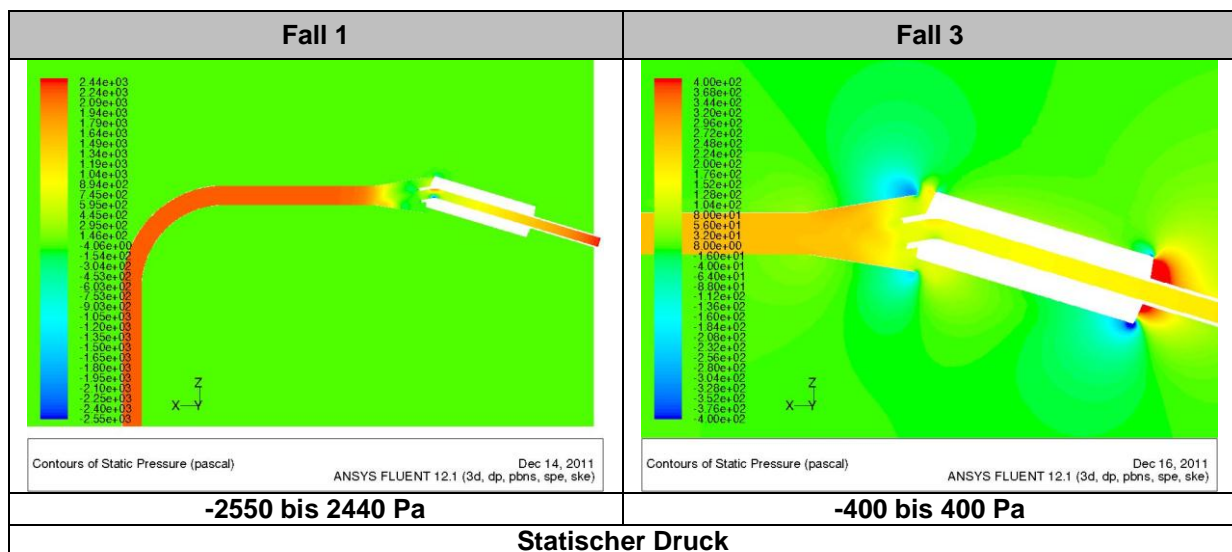 Fall 1
Fall 3
2.44e+03
2.24e+03
2.09e+03
1.94e+03
1.79e+03
1.64e+03
1.49e+03
1.34e+03
1.19e+03
1.04e+03
8.94e+02
7.45e+02
5.95e+02
4.45e+02
2.95e+02
1.46e+02
-4.06e+00
-1.54e+02
-3.04e+02
-4.53e+02
-6.03e+02
-7.53e+02
-9.03e+02
-1.05e+03
-1.20e+03
-1.35e+03
-1.50e+03
-1.65e+03
-1.80e+03
-1.95e+03
-2.10e+03
-2.25e+03
-2.40e+03
-2.55e+03
Z
X
Y
Contours of Static Pressure (pascal)
Dec 14, 2011
ANSYS FLUENT 12.1 (3d, dp, pbns, spe, ske)
4.00e+02
3.68e+02
3.44e+02
3.20e+02
2.96e+02
2.72e+02
2.48e+02
2.24e+02
2.00e+02
1.76e+02
1.52e+02
1.28e+02
1.04e+02
8.00e+01
5.60e+01
3.20e+01
8.00e+00
-1.60e+01
-4.00e+01
-6.40e+01
-8.80e+01
-1.12e+02
-1.36e+02
-1.60e+02
-1.84e+02
-2.08e+02
-2.32e+02
-2.56e+02
-2.80e+02
-3.04e+02
-3.28e+02
-3.52e+02
-3.76e+02
-4.00e+02
Z
X
Y
Contours of Static Pressure (pascal)
Dec 16, 2011
ANSYS FLUENT 12.1 (3d, dp, pbns, spe, ske)
-2550 bis 2440 Pa
-400 bis 400 Pa
Statischer Druck